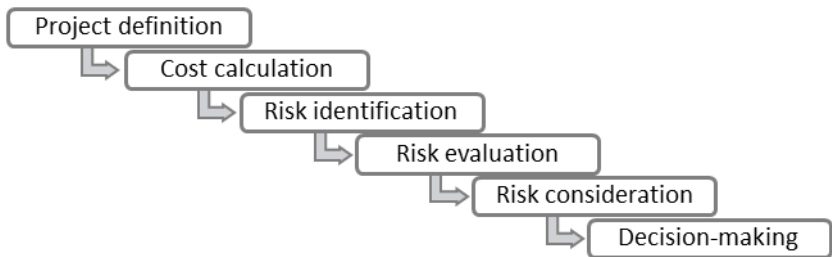 Project definition
Cost calculation
Risk identification
Risk evaluation
Risk consideration
Decision-making